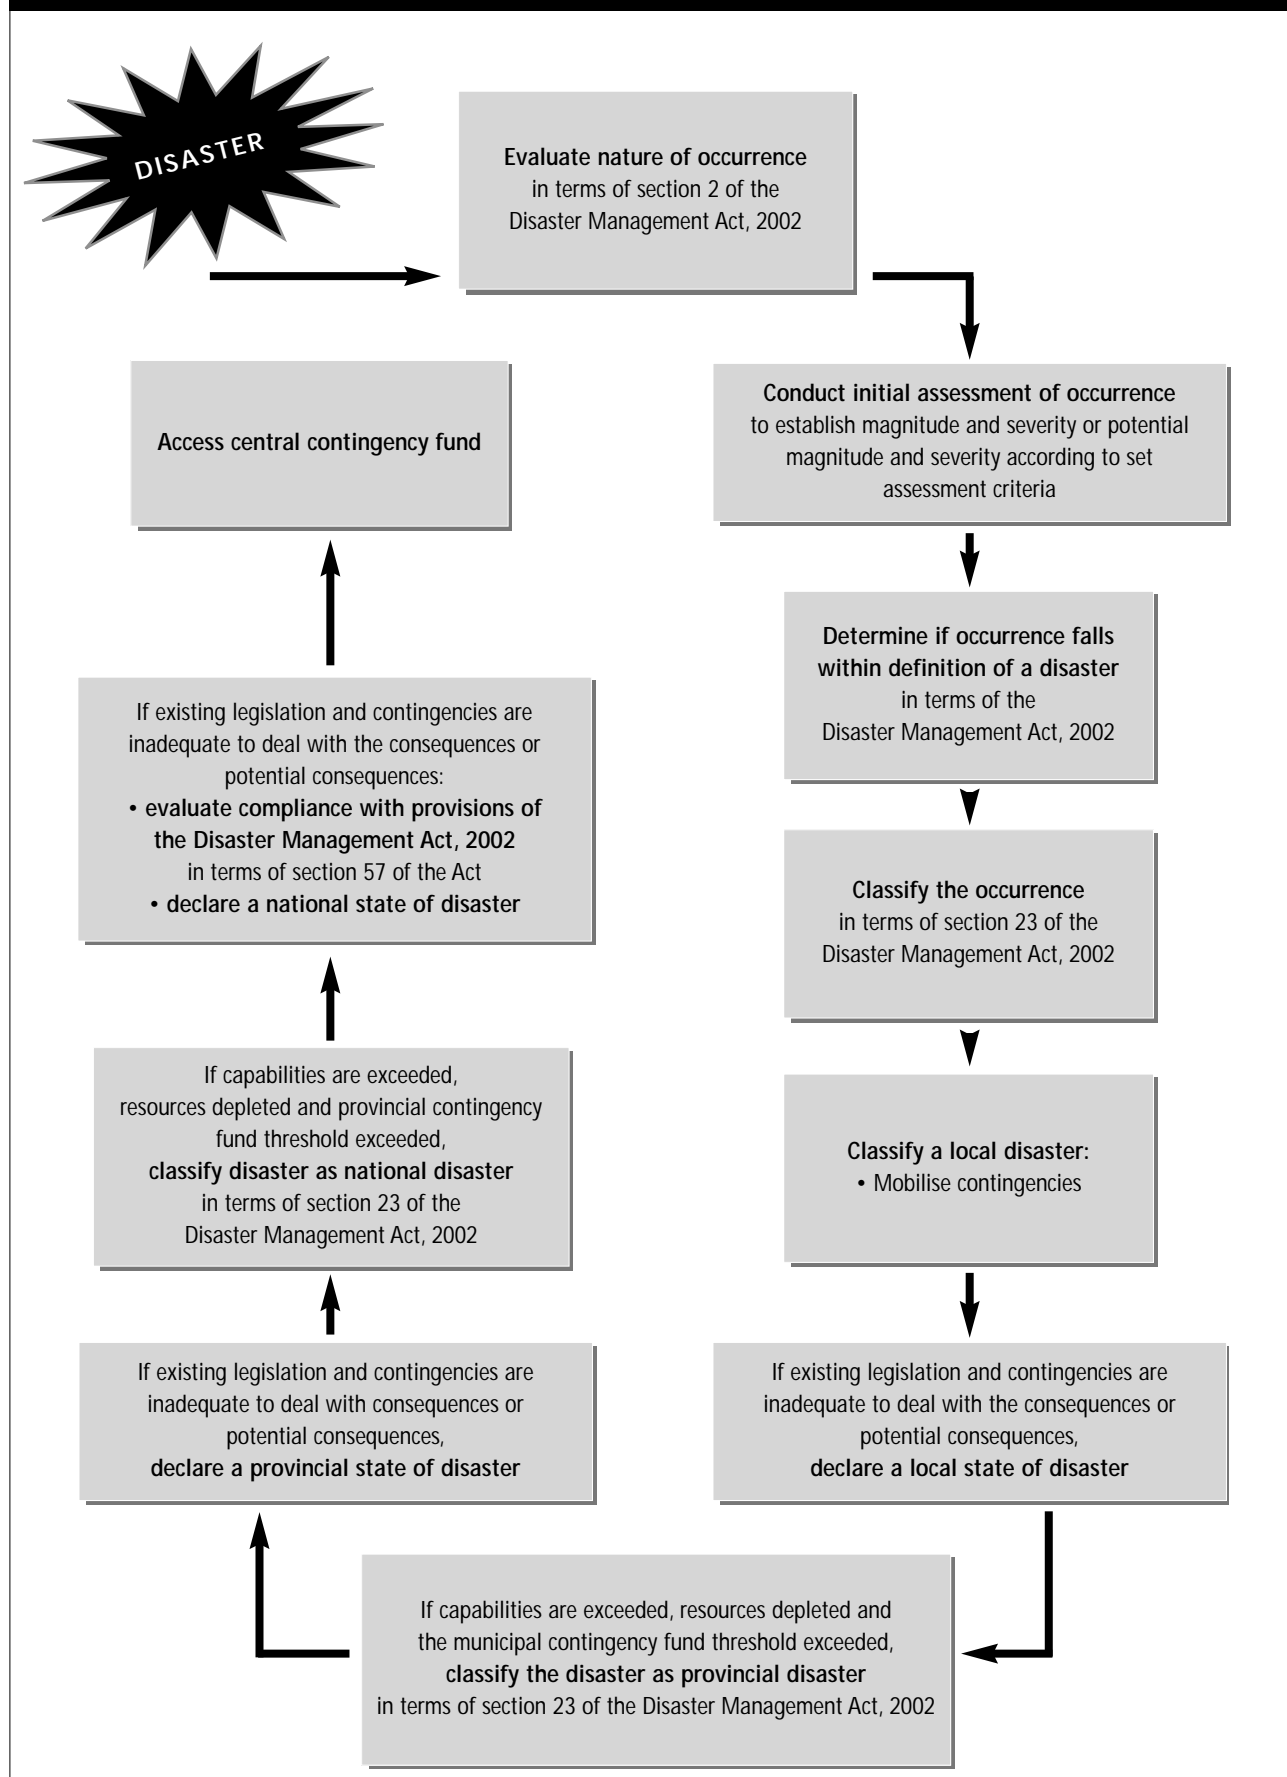 DISASTER
Evaluate nature of occurrence
in terms of section 2 of the
Disaster Management Act, 2002
Conduct initial assessment of occurrence
to establish magnitude and severity or potential
magnitude and severity according to set
assessment criteria
Determine if occurrence falls
within definition of a disaster
in terms of the
Disaster Management Act, 2002
Classify the occurrence
in terms of section 23 of the
Disaster Management Act, 2002
Classify a local disaster:
• Mobilise contingencies
If existing legislation and contingencies are
inadequate to deal with the consequences or
potential consequences,
declare a local state of disaster
If capabilities are exceeded, resources depleted and
the municipal contingency fund threshold exceeded,
classify the disaster as provincial disaster
in terms of section 23 of the Disaster Management Act, 2002
If existing legislation and contingencies are
inadequate to deal with consequences or
potential consequences,
declare a provincial state of disaster
If capabilities are exceeded,
resources depleted and provincial contingency
fund threshold exceeded,
classify disaster as national disaster
in terms of section 23 of the
Disaster Management Act, 2002
If existing legislation and contingencies are
inadequate to deal with the consequences or
potential consequences:
• evaluate compliance with provisions of
the Disaster Management Act, 2002
in terms of section 57 of the Act
• declare a national state of disaster
Access central contingency fund